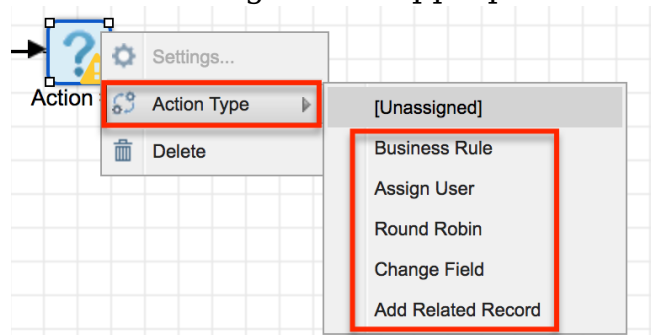 Settings...
Action
Action Type
[Unassigned]
Delete
Business Rule
Assign User
Round Robin
Change Field
Add Related Record